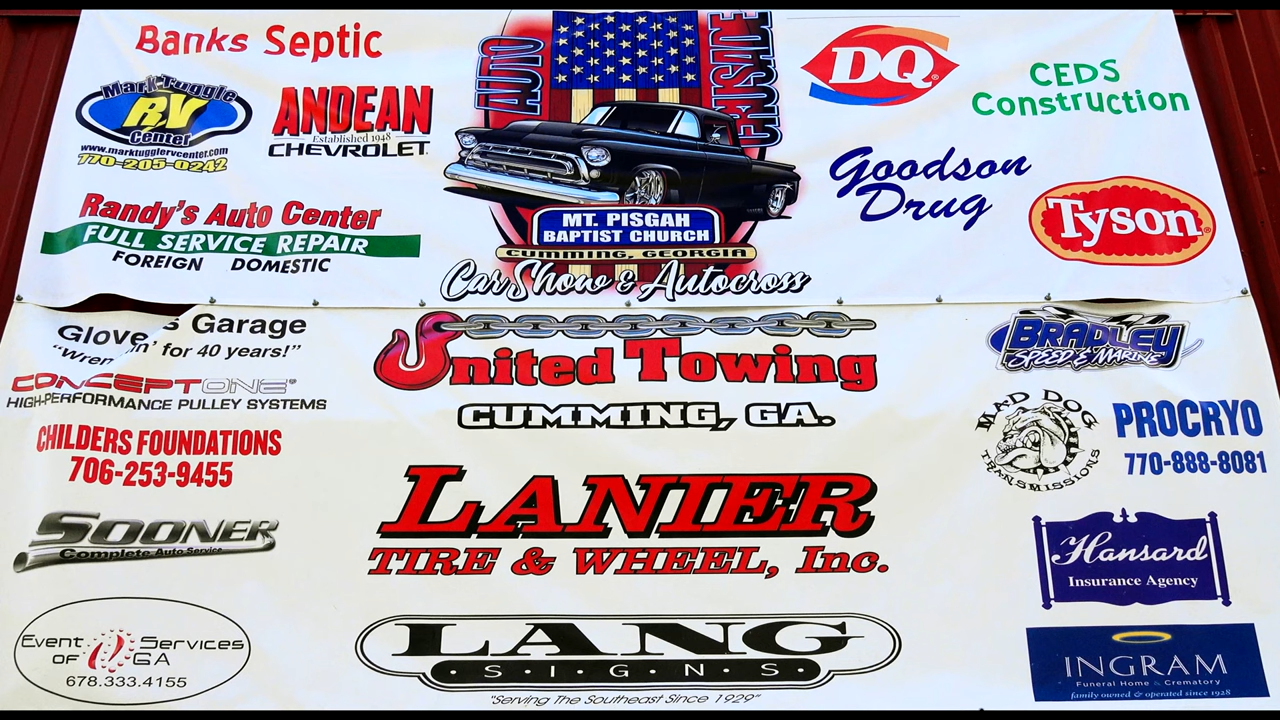 Banks Septic
Mark Tuggle
RV
Center
www.marktugglervcenter.com
770-205-0242
ANDEAN
Established 1948
CHEVROLET
Randy's Auto Center
FULL SERVICE REPAIR
FOREIGN DOMESTIC
AUTO
CRUSADE
MT. PISGAH
BAPTIST CHURCH
CUMMING, GEORGIA
Car Show & Autocross
DQ
CEDS
Construction
Goodson
Drug
Tyson
Glove s Garage
"Wren in' for 40 years!"
CONCEPTONE
HIGH-PERFORMANCE PULLEY SYSTEMS
CHILDERS FOUNDATIONS
706-253-9455
SOONER
Complete Auto Service
Event Services
OF GA
678.333.4155
United Towing
CUMMING, GA.
LANIER
TIRE & WHEEL, Inc.
LANG
S·I·G·N·S
"Serving The Southeast Since 1929"
BRADLEY
SPEED & MARINE
MAD DOG
TRANSMISSIONS
PROCRYO
770-888-8081
Hansard
Insurance Agency
INGRAM
Funeral Home & Crematory
family owned & operated since 1928